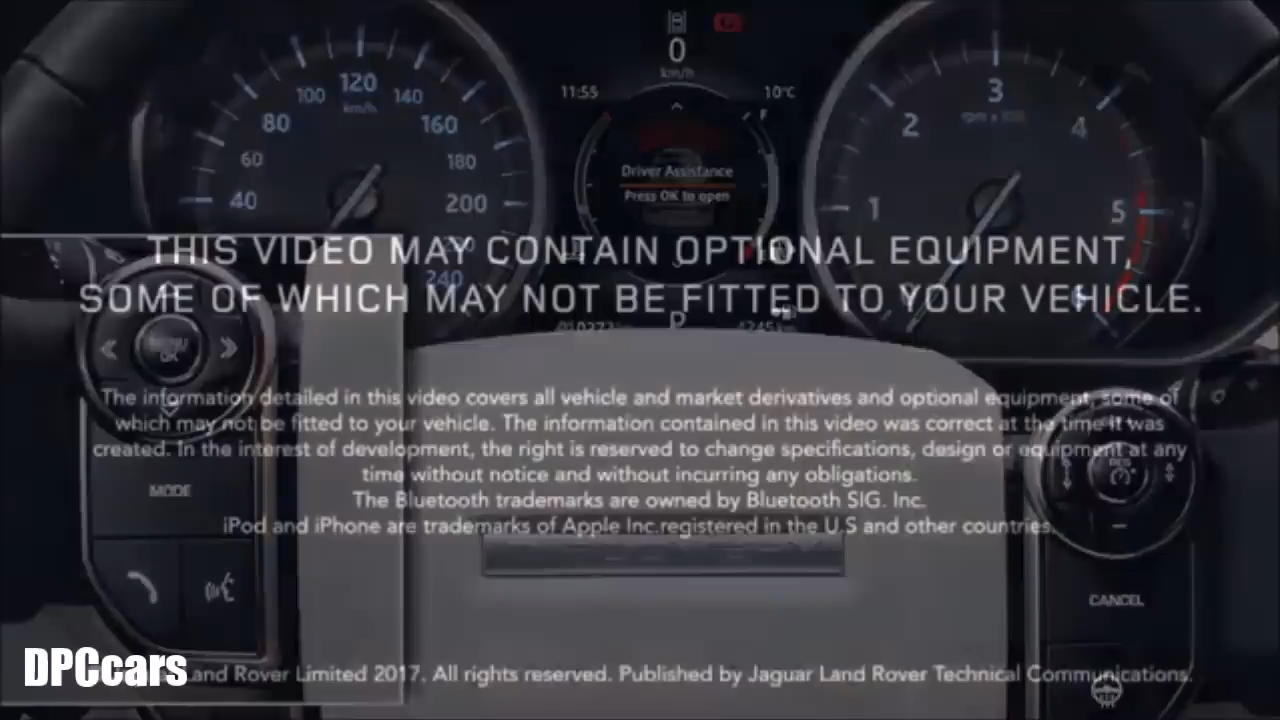 0
km/h
11:55
10°C
F
120
100
140
km/h
80
160
60
180
40
200
240
3
2
4
1
5
Driver Assistance
Press OK to open
THIS VIDEO MAY CONTAIN OPTIONAL EQUIPMENT,
SOME OF WHICH MAY NOT BE FITTED TO YOUR VEHICLE.
P
MENU
OK
The information detailed in this video covers all vehicle and market derivatives and optional equipment, some of
which may not be fitted to your vehicle. The information contained in this video was correct at the time it was
created. In the interest of development, the right is reserved to change specifications, design or equipment at any
time without notice and without incurring any obligations.
The Bluetooth trademarks are owned by Bluetooth SIG. Inc.
iPod and iPhone are trademarks of Apple Inc.registered in the U.S and other countries.
MODE
RES
CANCEL
DPCcars
Land Rover Limited 2017. All rights reserved. Published by Jaguar Land Rover Technical Communications.